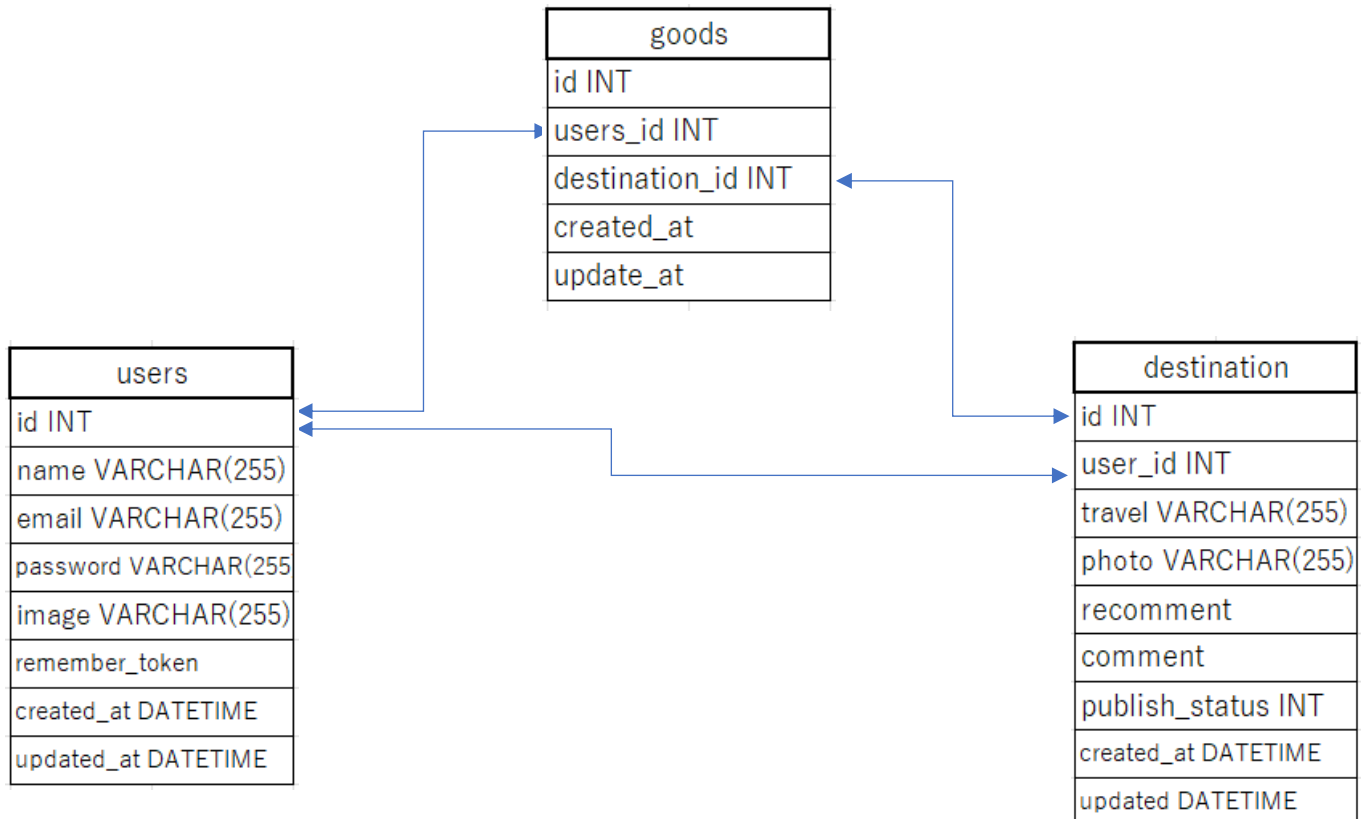 goods
id INT
users_id INT
destination_id INT
created_at
update_at
users
id INT
name VARCHAR(255)
email VARCHAR(255)
password VARCHAR(255
image VARCHAR(255)
remember_token
created_at DATETIME
updated_at DATETIME
destination
id INT
user_id INT
travel VARCHAR(255)
photo VARCHAR(255)
recomment
comment
publish_status INT
created_at DATETIME
updated DATETIME